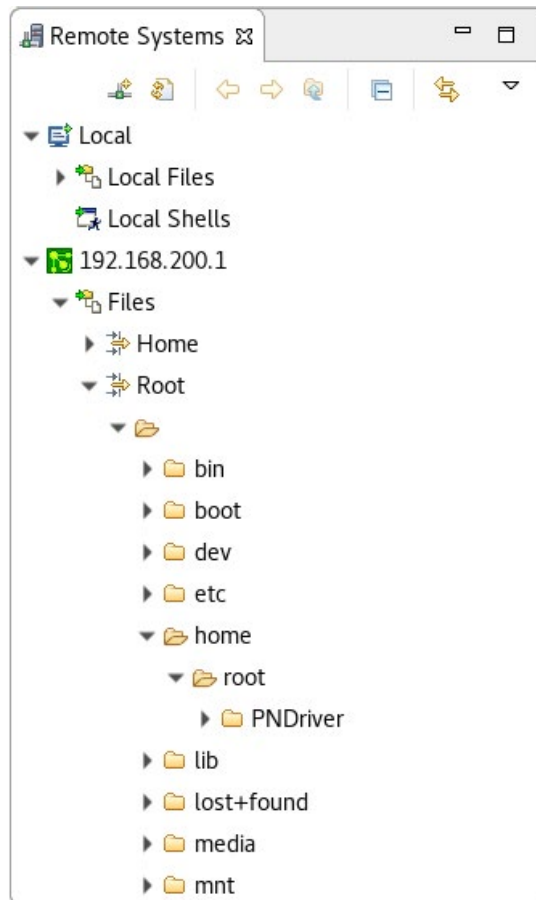 Remote Systems
Local
Local Files
Local Shells
192.168.200.1
Files
Home
Root
bin
boot
dev
etc
home
root
PNDriver
lib
lost+found
media
mnt